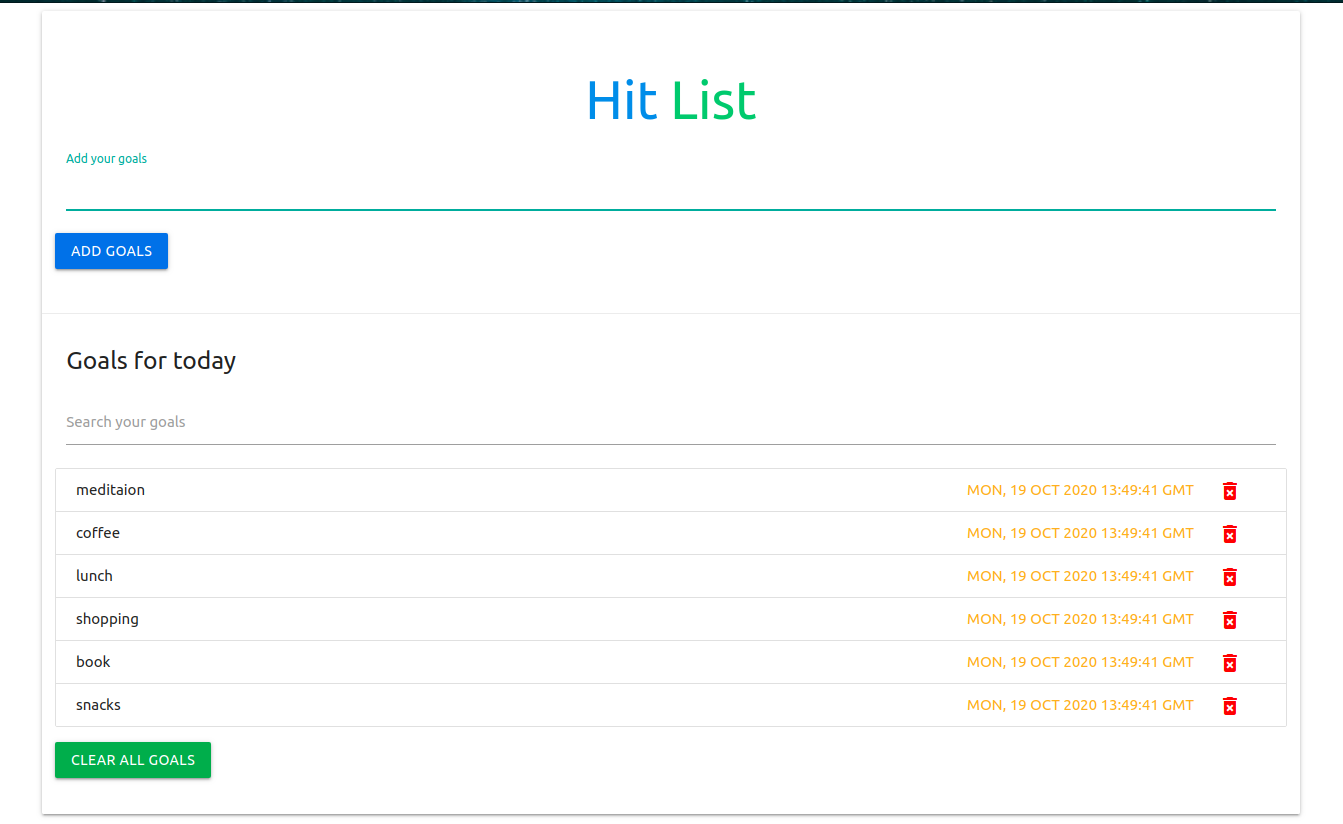 Hit List
Add your goals
ADD GOALS
Goals for today
Search your goals
meditaion MON, 19 OCT 2020 13:49:41 GMT
coffee MON, 19 OCT 2020 13:49:41 GMT
lunch MON, 19 OCT 2020 13:49:41 GMT
shopping MON, 19 OCT 2020 13:49:41 GMT
book MON, 19 OCT 2020 13:49:41 GMT
snacks MON, 19 OCT 2020 13:49:41 GMT
CLEAR ALL GOALS